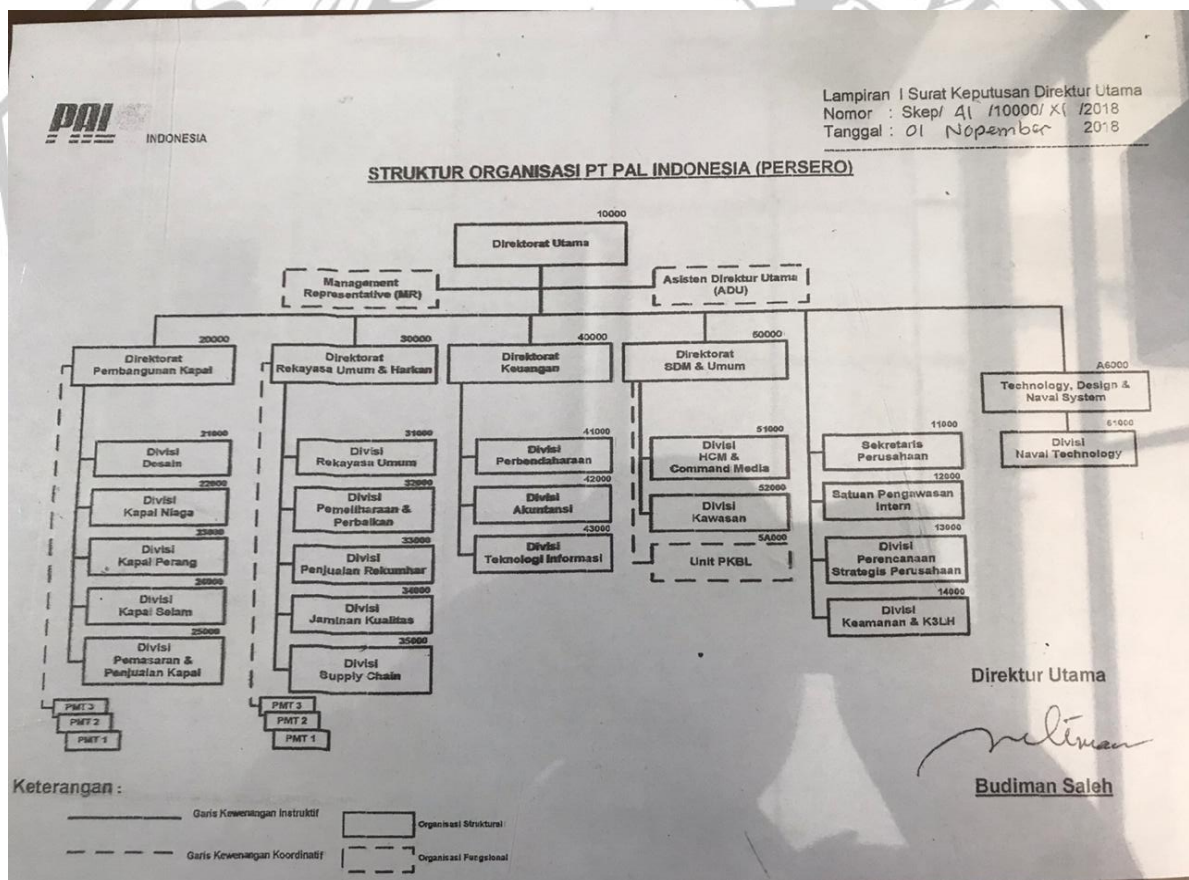 PAL
INDONESIA
Lampiran I Surat Keputusan Direktur Utama
Nomor : Skep/ 41 /10000/ XI /2018
Tanggal : 01 Nopember 2018
STRUKTUR ORGANISASI PT PAL INDONESIA (PERSERO)
10000
Direktorat Utama
Management
Representative (MR)
Asisten Direktur Utama
(ADU)
20000
Direktorat
Pembangunan Kapal
30000
Direktorat
Rekayasa Umum & Harkan
40000
Direktorat
Keuangan
50000
Direktorat
SDM & Umum
A6000
Technology, Design &
Naval System
21000
Divisi
Desain
22000
Divisi
Kapal Niaga
23000
Divisi
Kapal Perang
Divisi
Kapal Selam
25000
Divisi
Pemasaran &
Penjualan Kapal
PMT 3
PMT 2
PMT 1
31000
Divisi
Rekayasa Umum
32000
Divisi
Pemeliharaan &
Perbaikan
33000
Divisi
Penjualan Rekumhar
34000
Divisi
Jaminan Kualitas
35000
Divisi
Supply Chain
PMT 3
PMT 2
PMT 1
41000
Divisi
Perbendaharaan
42000
Divisi
Akuntansi
43000
Divisi
Teknologi Informasi
51000
Divisi
HCM &
Command Media
52000
Divisi
Kawasan
5A000
Unit PKBL
11000
Sekretaris
Perusahaan
12000
Satuan Pengawasan
Intern
13000
Divisi
Perencanaan
Strategis Perusahaan
14000
Divisi
Keamanan & K3LH
61000
Divisi
Naval Technology
Direktur Utama
Budiman Saleh
Keterangan :
Garis Kewenangan Instruktif
Organisasi Struktural
Garis Kewenangan Koordinatif
Organisasi Fungsional